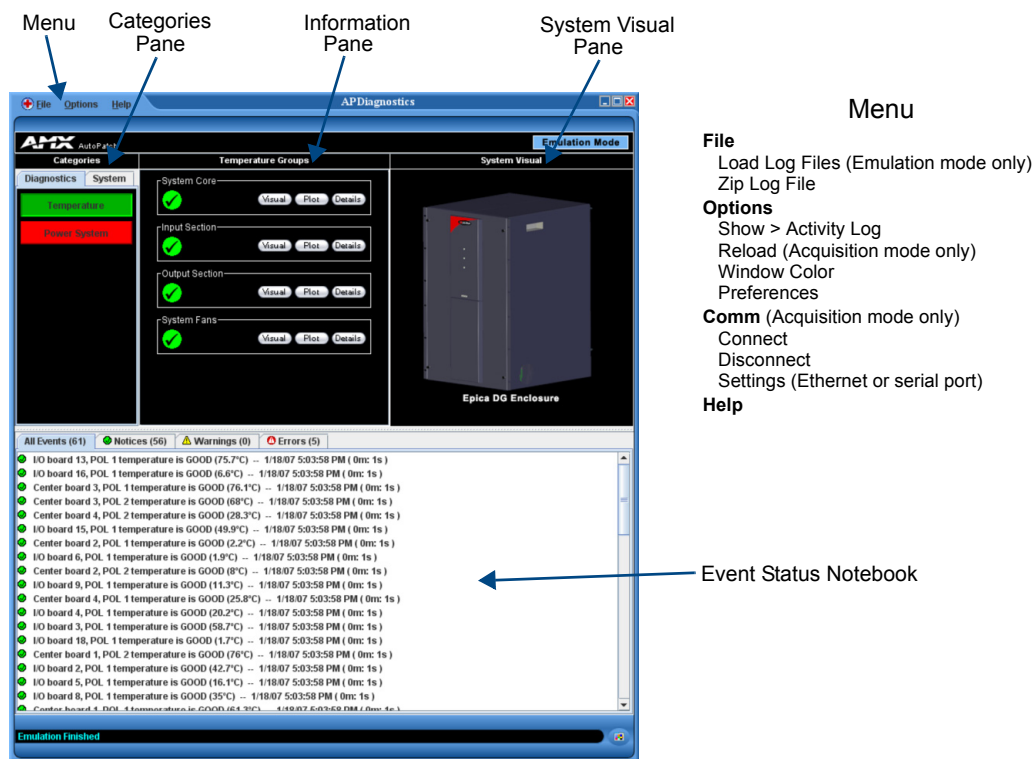 Menu
Categories
Pane
Information
Pane
System Visual
Pane
File Options Help
APDiagnostics
AMX AutoPatch
Emulation Mode
Categories
Temperature Groups
System Visual
Diagnostics System
Temperature
Power System
System Core
Visual Plot Details
Input Section
Visual Plot Details
Output Section
Visual Plot Details
System Fans
Visual Plot Details
Epica DG Enclosure
All Events (61) Notices (56) Warnings (0) Errors (5)
I/O board 13, POL 1 temperature is GOOD (75.7°C) -- 1/18/07 5:03:58 PM ( 0m: 1s )
I/O board 16, POL 1 temperature is GOOD (6.6°C) -- 1/18/07 5:03:58 PM ( 0m: 1s )
Center board 3, POL 1 temperature is GOOD (76.1°C) -- 1/18/07 5:03:58 PM ( 0m: 1s )
Center board 3, POL 2 temperature is GOOD (68°C) -- 1/18/07 5:03:58 PM ( 0m: 1s )
Center board 4, POL 2 temperature is GOOD (28.3°C) -- 1/18/07 5:03:58 PM ( 0m: 1s )
I/O board 15, POL 1 temperature is GOOD (49.9°C) -- 1/18/07 5:03:58 PM ( 0m: 1s )
Center board 2, POL 1 temperature is GOOD (2.2°C) -- 1/18/07 5:03:58 PM ( 0m: 1s )
I/O board 6, POL 1 temperature is GOOD (1.9°C) -- 1/18/07 5:03:58 PM ( 0m: 1s )
Center board 2, POL 2 temperature is GOOD (8°C) -- 1/18/07 5:03:58 PM ( 0m: 1s )
I/O board 9, POL 1 temperature is GOOD (11.3°C) -- 1/18/07 5:03:58 PM ( 0m: 1s )
Center board 4, POL 1 temperature is GOOD (25.8°C) -- 1/18/07 5:03:58 PM ( 0m: 1s )
I/O board 4, POL 1 temperature is GOOD (20.2°C) -- 1/18/07 5:03:58 PM ( 0m: 1s )
I/O board 3, POL 1 temperature is GOOD (58.7°C) -- 1/18/07 5:03:58 PM ( 0m: 1s )
I/O board 18, POL 1 temperature is GOOD (1.7°C) -- 1/18/07 5:03:58 PM ( 0m: 1s )
Center board 1, POL 2 temperature is GOOD (76°C) -- 1/18/07 5:03:58 PM ( 0m: 1s )
I/O board 2, POL 1 temperature is GOOD (42.7°C) -- 1/18/07 5:03:58 PM ( 0m: 1s )
I/O board 5, POL 1 temperature is GOOD (16.1°C) -- 1/18/07 5:03:58 PM ( 0m: 1s )
I/O board 8, POL 1 temperature is GOOD (35°C) -- 1/18/07 5:03:58 PM ( 0m: 1s )
Center board 1, POL 1 temperature is GOOD (61.3°C) -- 1/18/07 5:03:58 PM ( 0m: 1s )
Emulation Finished
Menu
File
Load Log Files (Emulation mode only)
Zip Log File
Options
Show > Activity Log
Reload (Acquisition mode only)
Window Color
Preferences
Comm (Acquisition mode only)
Connect
Disconnect
Settings (Ethernet or serial port)
Help
Event Status Notebook